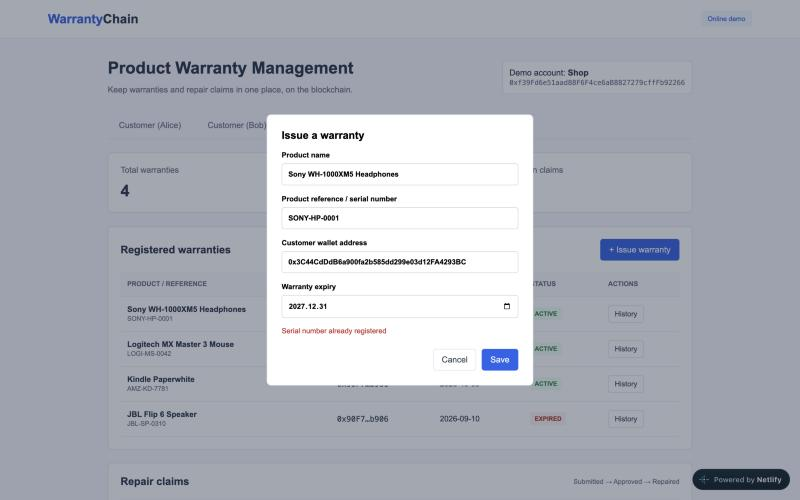 WarrantyChain
Online demo
Product Warranty Management
Keep warranties and repair claims in one place, on the blockchain.
Demo account: Shop
0xf39Fd6e51aad88F6F4ce6aB8827279cffFb92266
Customer (Alice)
Customer (Bob)
Total warranties
4
claims
Registered warranties
+ Issue warranty
PRODUCT / REFERENCE
STATUS
ACTIONS
Sony WH-1000XM5 Headphones
SONY-HP-0001
ACTIVE
History
Logitech MX Master 3 Mouse
LOGI-MS-0042
ACTIVE
History
Kindle Paperwhite
AMZ-KD-7781
ACTIVE
History
JBL Flip 6 Speaker
JBL-SP-0310
0x90F7…b906
2026-09-10
EXPIRED
History
Repair claims
Submitted → Approved → Repaired
Issue a warranty
Product name
Sony WH-1000XM5 Headphones
Product reference / serial number
SONY-HP-0001
Customer wallet address
0x3C44CdDdB6a900fa2b585dd299e03d12FA4293BC
Warranty expiry
2027.12.31
Serial number already registered
Cancel
Save
Powered by Netlify